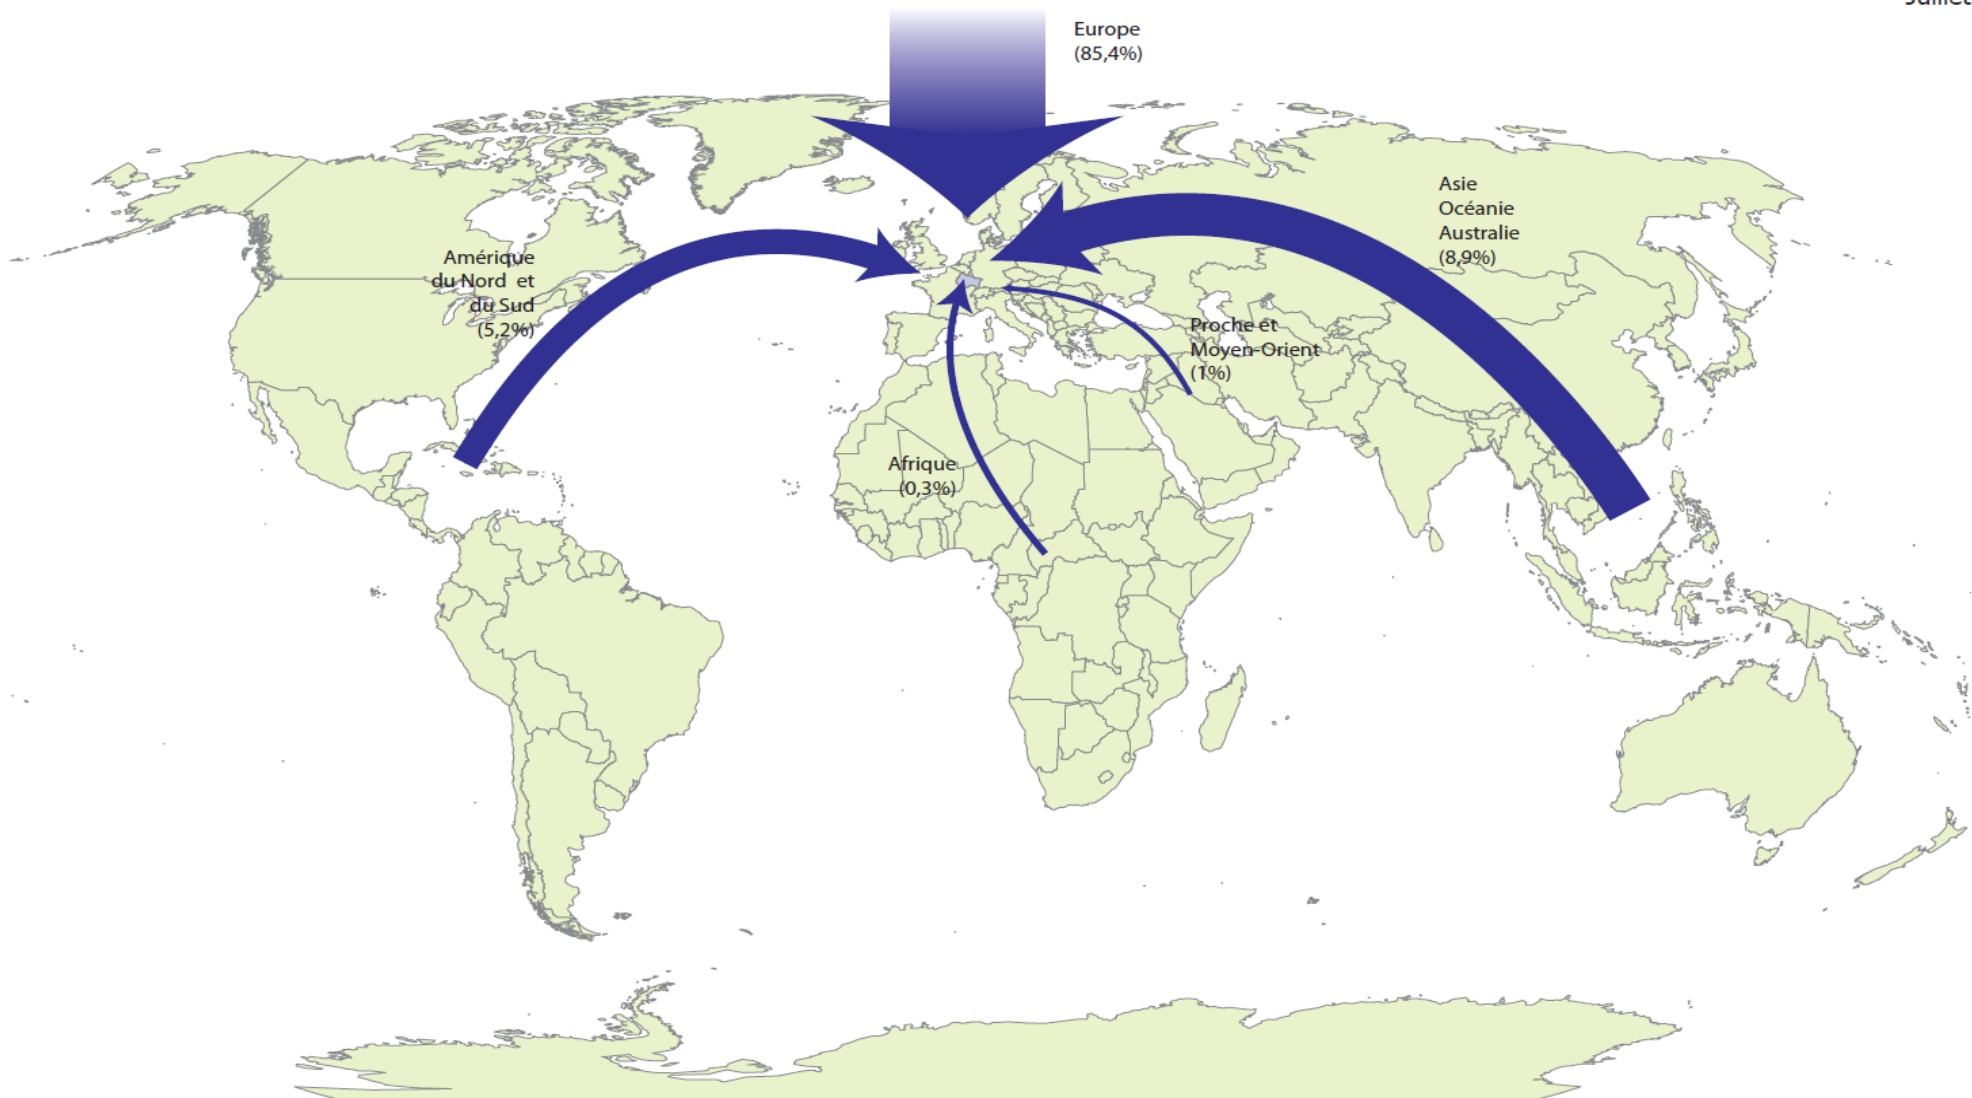 Juillet
Europe
(85,4%)
Asie
Océanie
Australie
(8,9%)
Amérique
du Nord et
du Sud
(5,2%)
Proche et
Moyen-Orient
(1%)
Afrique
(0,3%)